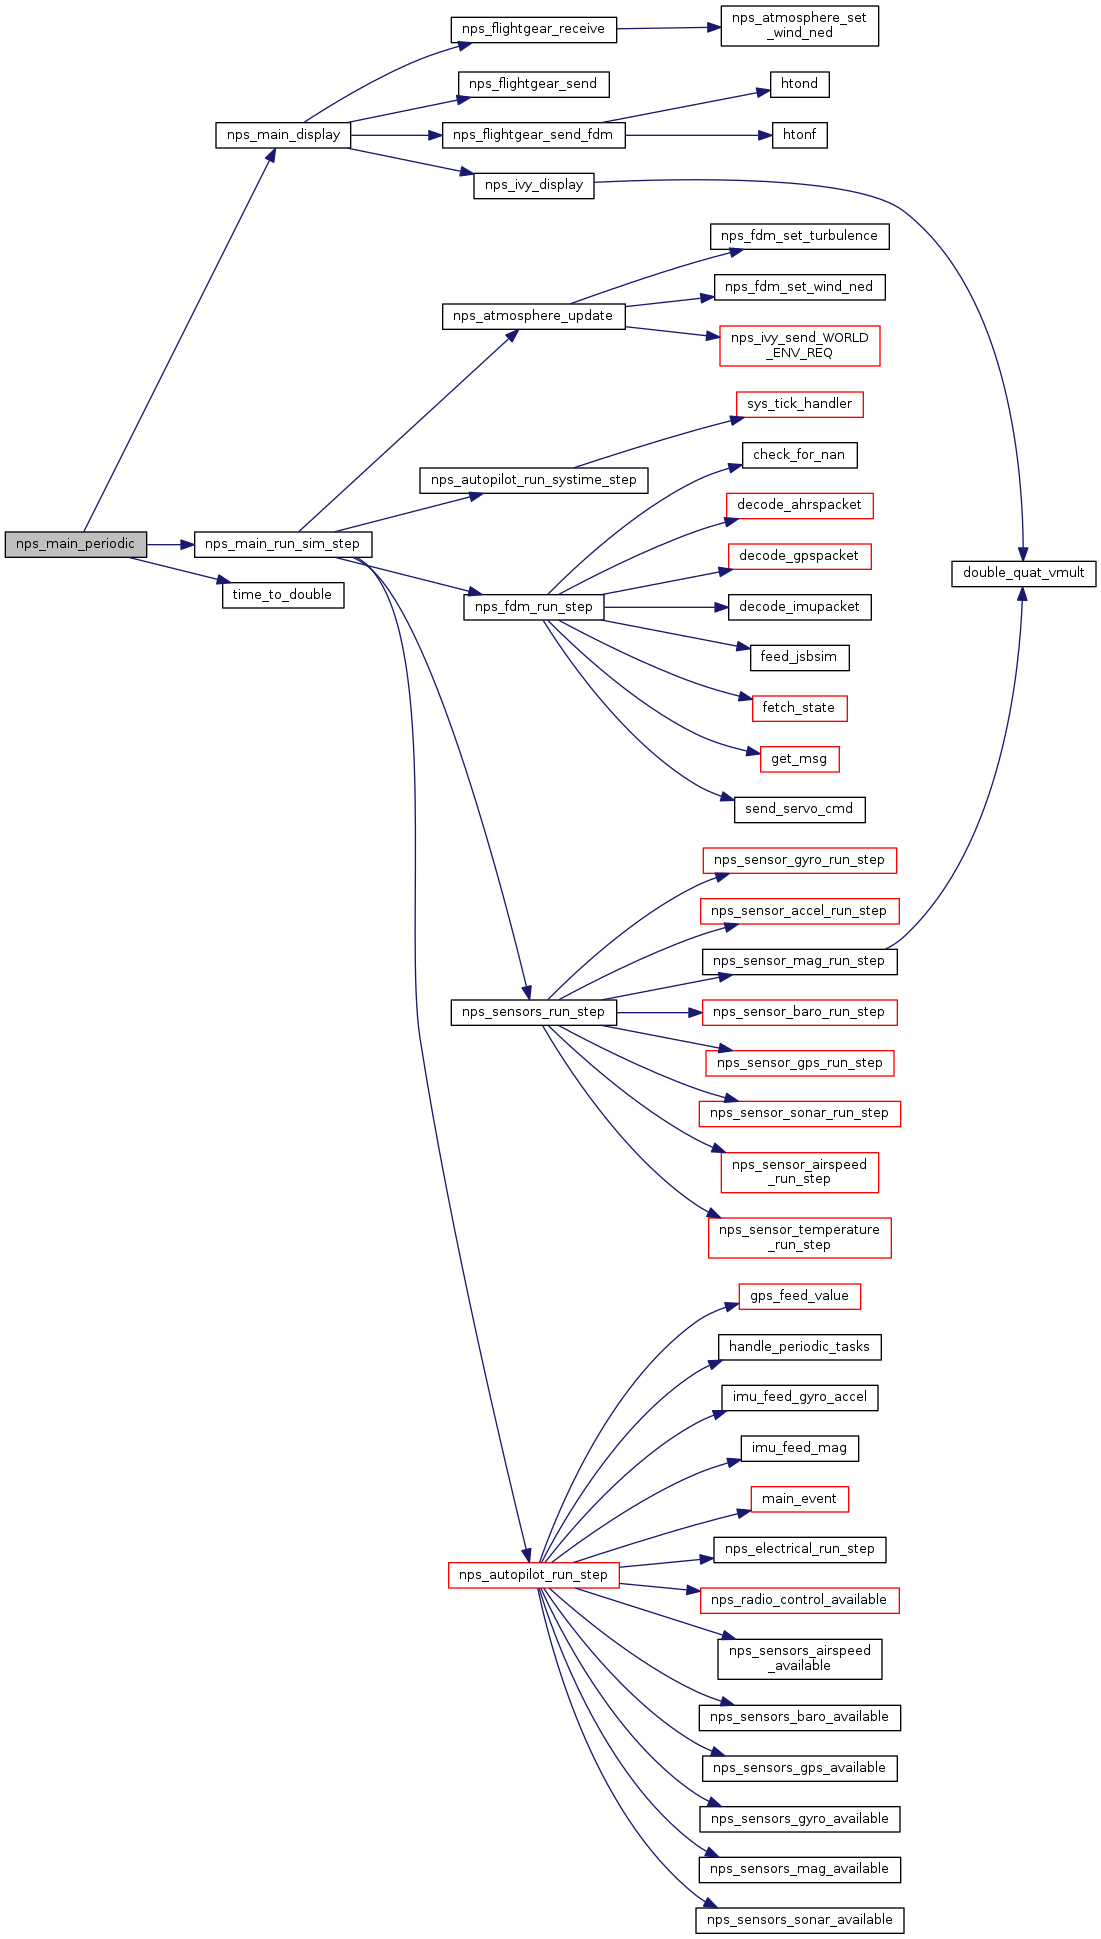 nps_flightgear_receive
nps_atmosphere_set
_wind_ned
nps_flightgear_send
htond
nps_main_display
nps_flightgear_send_fdm
htonf
nps_ivy_display
nps_fdm_set_turbulence
nps_fdm_set_wind_ned
nps_atmosphere_update
nps_ivy_send_WORLD
_ENV_REQ
sys_tick_handler
check_for_nan
nps_autopilot_run_systime_step
decode_ahrspacket
nps_main_periodic
nps_main_run_sim_step
decode_gpspacket
double_quat_vmult
time_to_double
nps_fdm_run_step
decode_imupacket
feed_jsbsim
fetch_state
get_msg
send_servo_cmd
nps_sensor_gyro_run_step
nps_sensor_accel_run_step
nps_sensor_mag_run_step
nps_sensors_run_step
nps_sensor_baro_run_step
nps_sensor_gps_run_step
nps_sensor_sonar_run_step
nps_sensor_airspeed
_run_step
nps_sensor_temperature
_run_step
gps_feed_value
handle_periodic_tasks
imu_feed_gyro_accel
imu_feed_mag
main_event
nps_electrical_run_step
nps_autopilot_run_step
nps_radio_control_available
nps_sensors_airspeed
_available
nps_sensors_baro_available
nps_sensors_gps_available
nps_sensors_gyro_available
nps_sensors_mag_available
nps_sensors_sonar_available